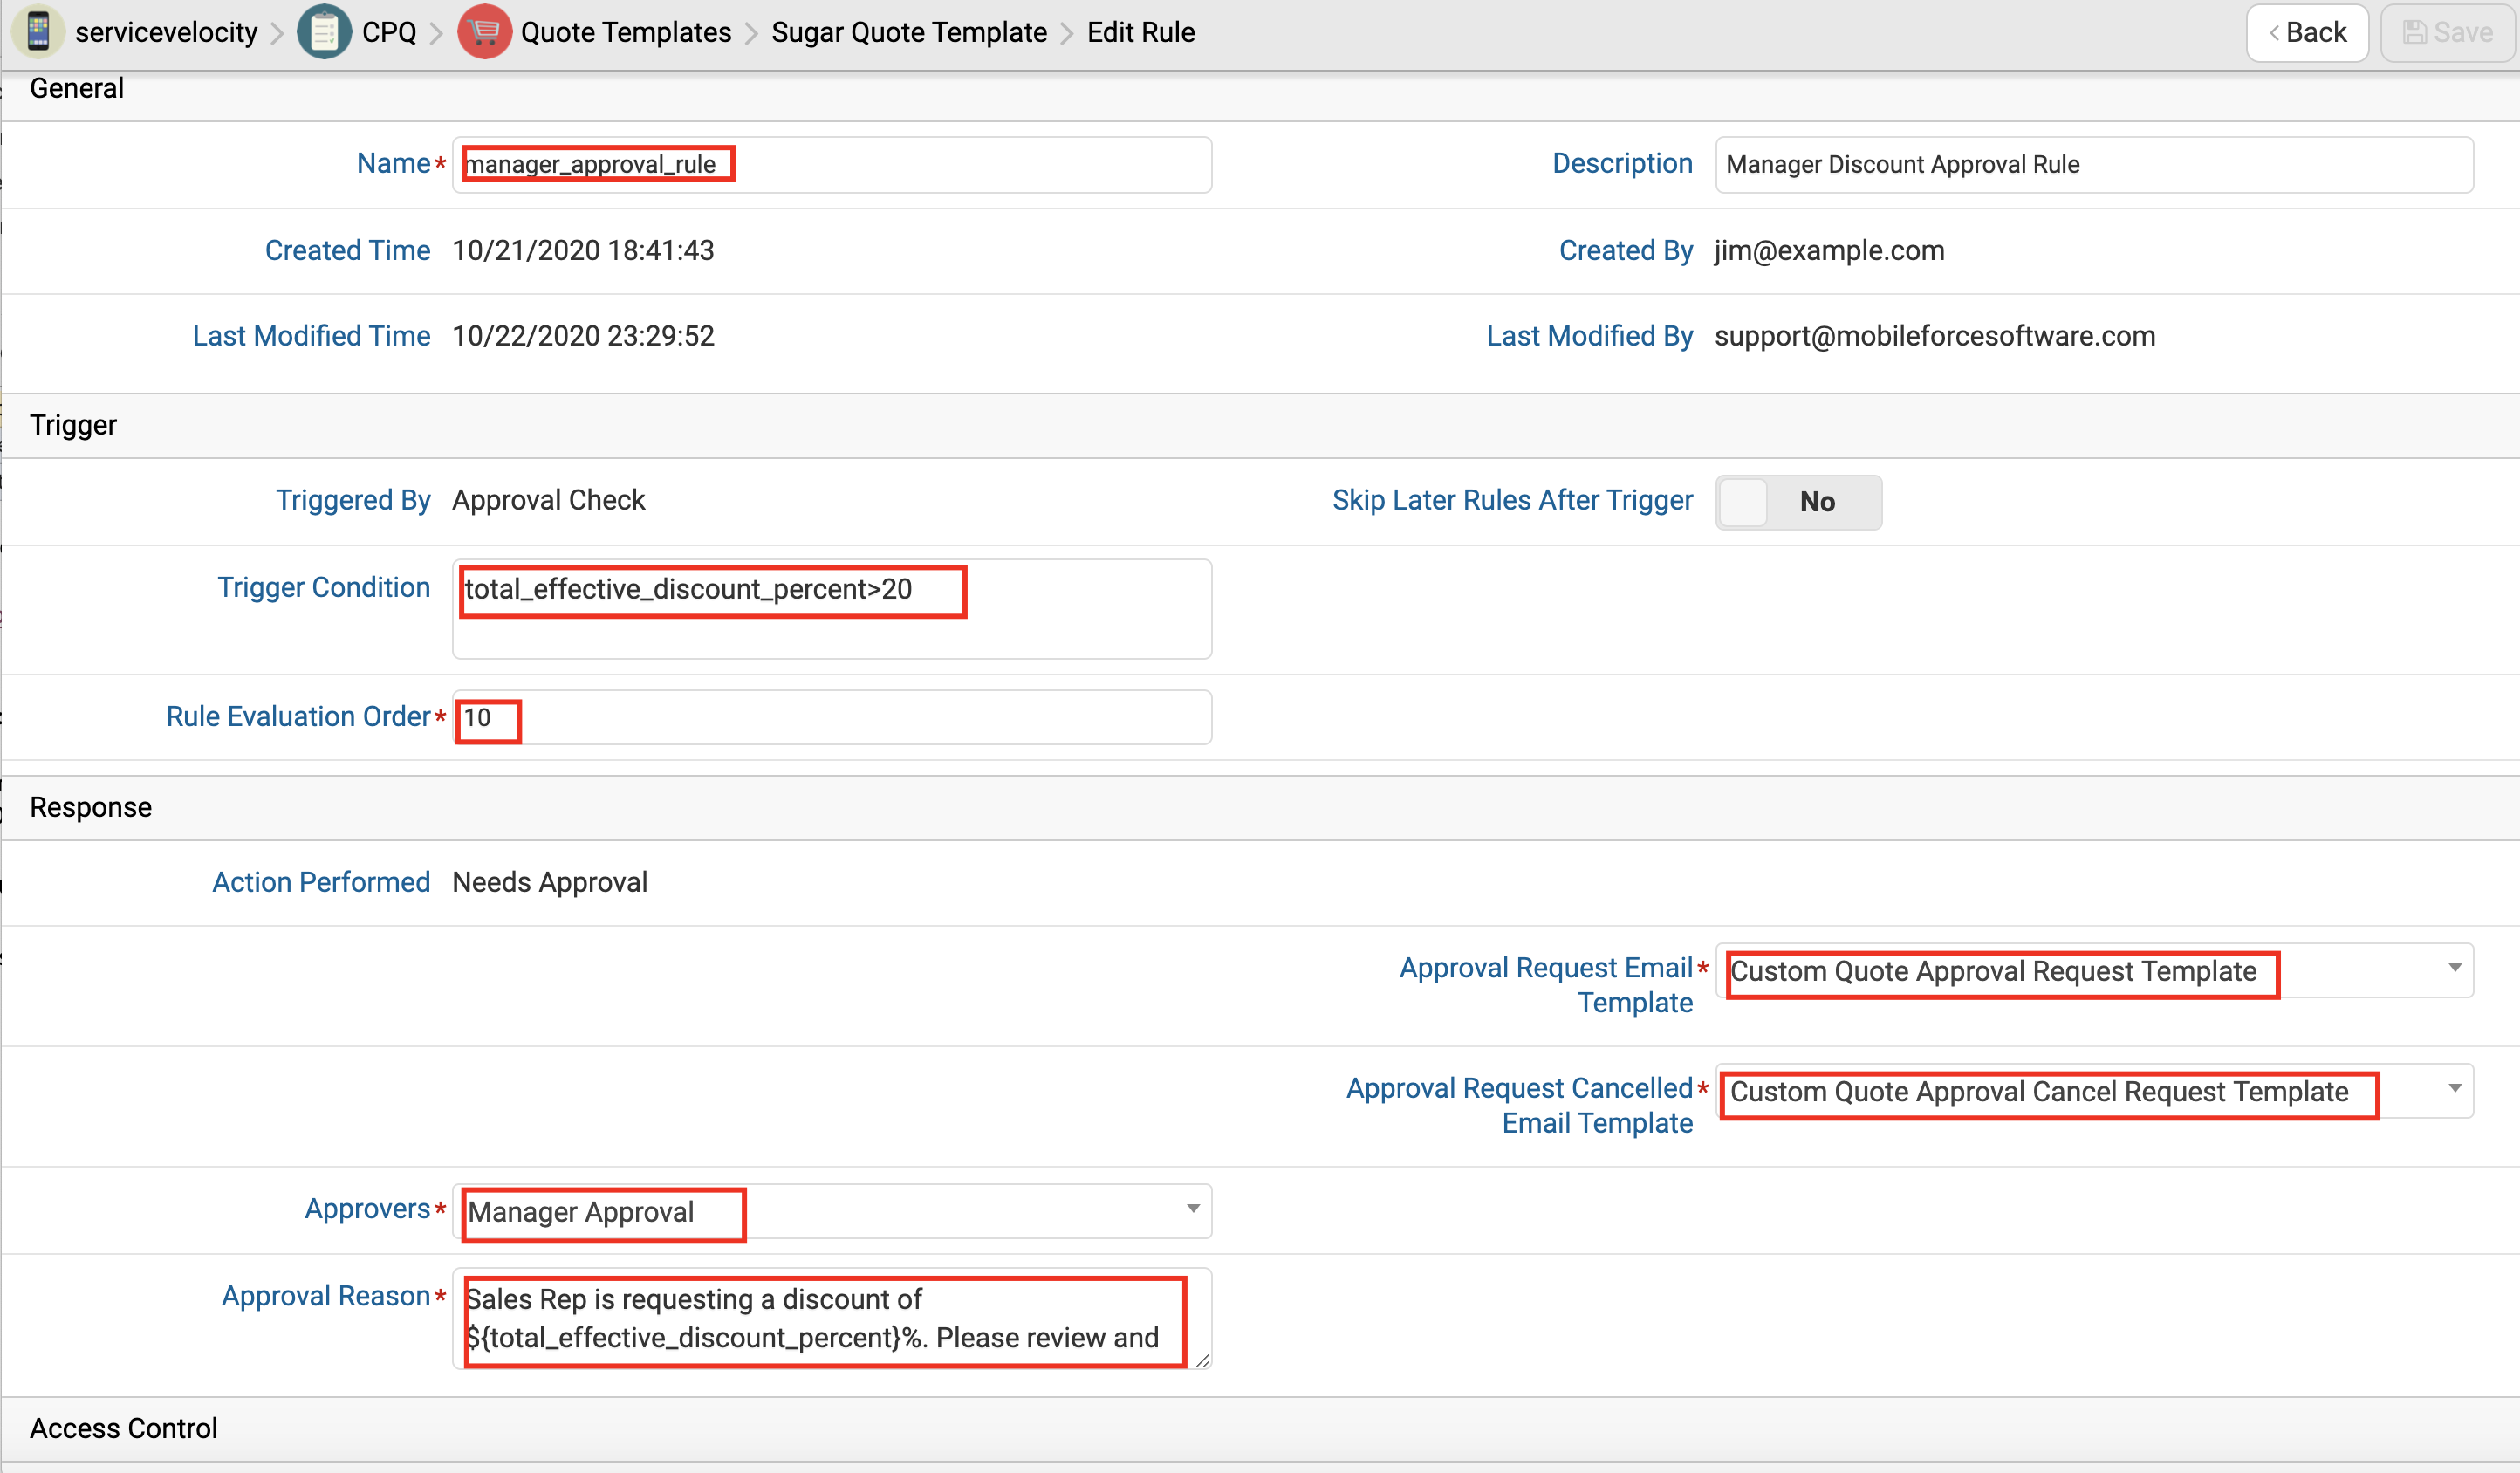 servicevelocity > CPQ > Quote Templates > Sugar Quote Template > Edit Rule
Back
Save
General
Name*
manager_approval_rule
Description
Manager Discount Approval Rule
Created Time
10/21/2020 18:41:43
Created By
jim@example.com
Last Modified Time
10/22/2020 23:29:52
Last Modified By
support@mobileforcesoftware.com
Trigger
Triggered By
Approval Check
Skip Later Rules After Trigger
No
Trigger Condition
total_effective_discount_percent>20
Rule Evaluation Order*
10
Response
Action Performed
Needs Approval
Approval Request Email*
Template
Custom Quote Approval Request Template
Approval Request Cancelled*
Email Template
Custom Quote Approval Cancel Request Template
Approvers*
Manager Approval
Approval Reason*
Sales Rep is requesting a discount of
${total_effective_discount_percent}%. Please review and
Access Control